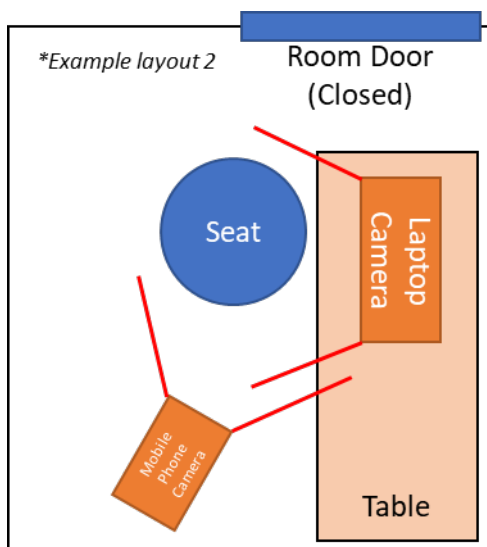 *Example layout 2
Room Door
(Closed)
Seat
Laptop
Camera
Mobile
Phone
Camera
Table